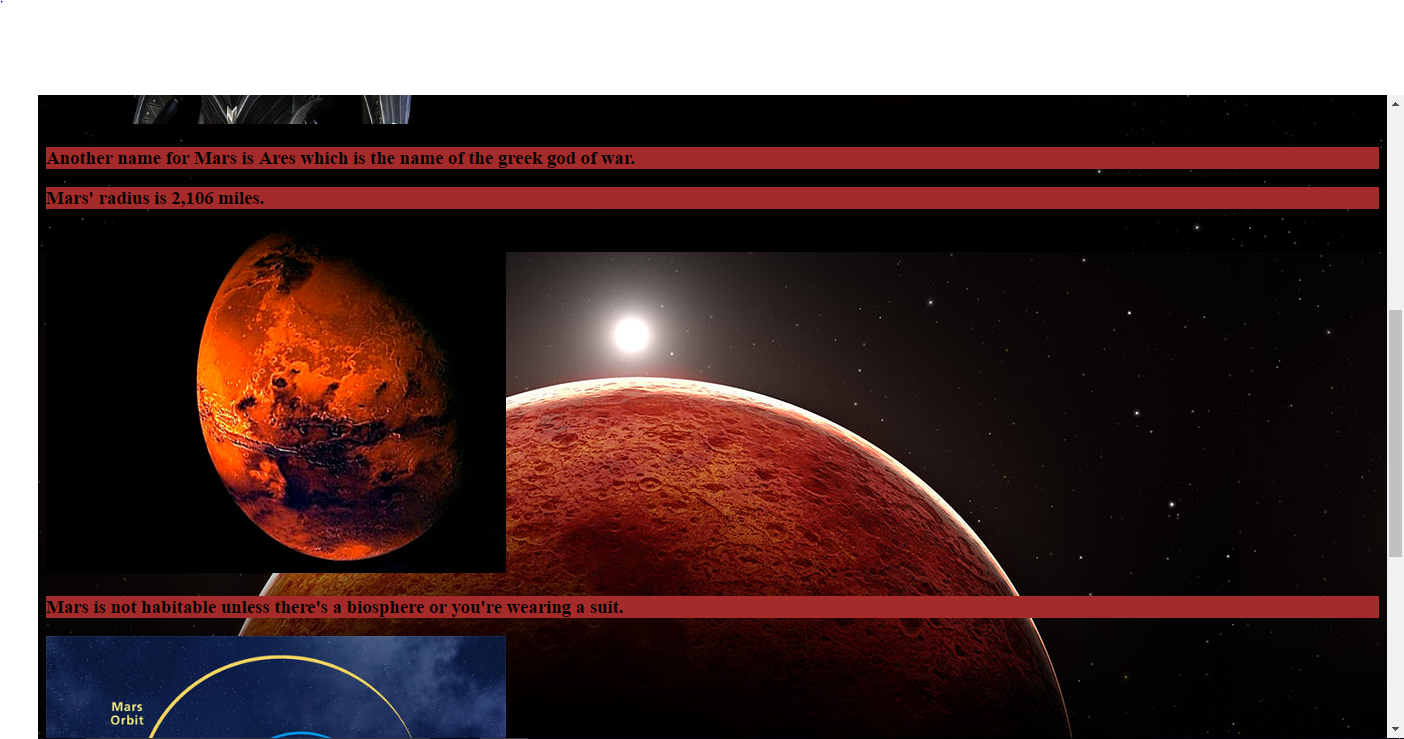 Another name for Mars is Ares which is the name of the greek god of war.
Mars' radius is 2,106 miles.
Mars is not habitable unless there's a biosphere or you're wearing a suit.
Mars
Orbit